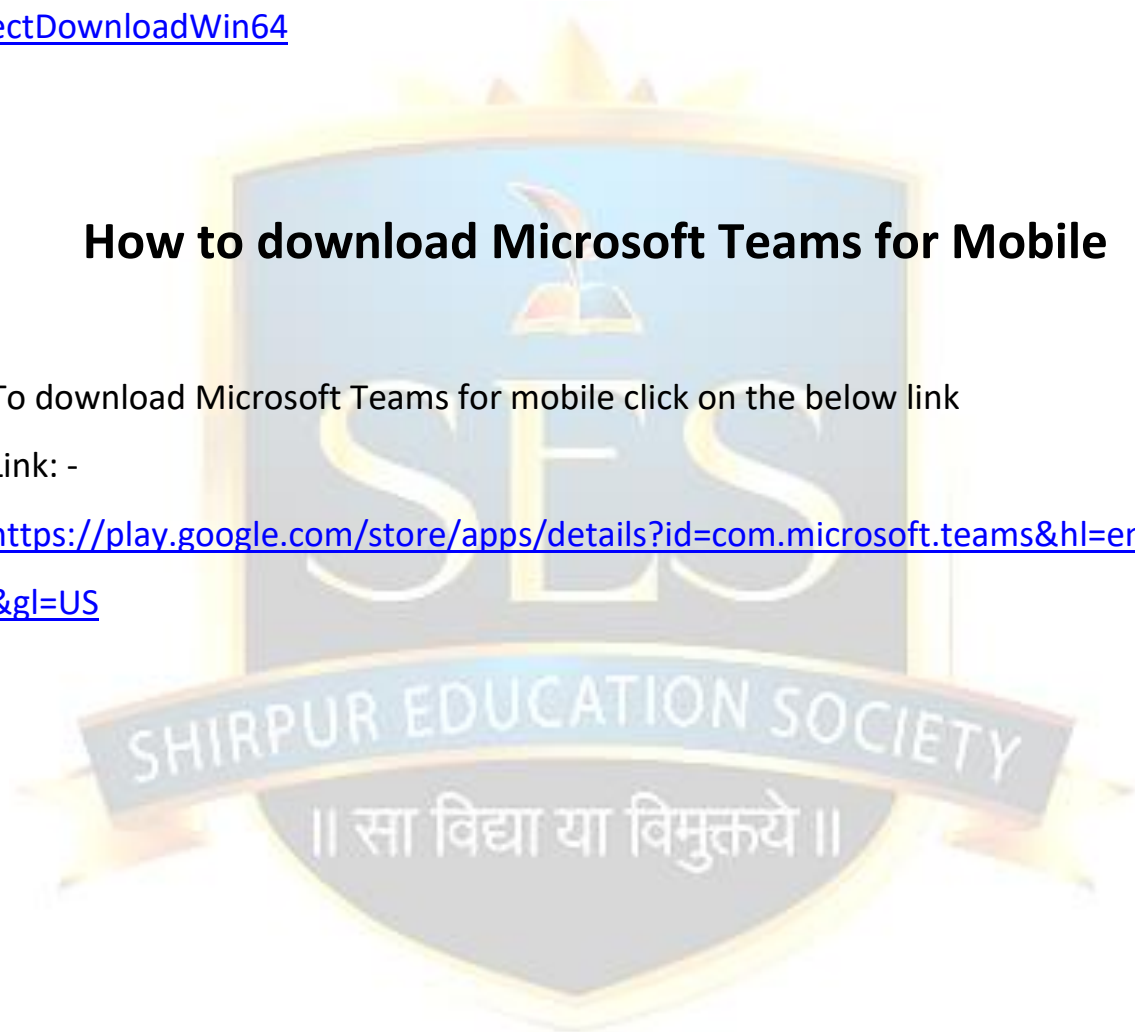 ectDownloadWin64
How to download Microsoft Teams for Mobile
To download Microsoft Teams for mobile click on the below link
Link: -
https://play.google.com/store/apps/details?id=com.microsoft.teams&hl=en
&gl=US
SES
SHIRPUR EDUCATION SOCIETY
॥ सा विद्या या विमुक्तये ॥